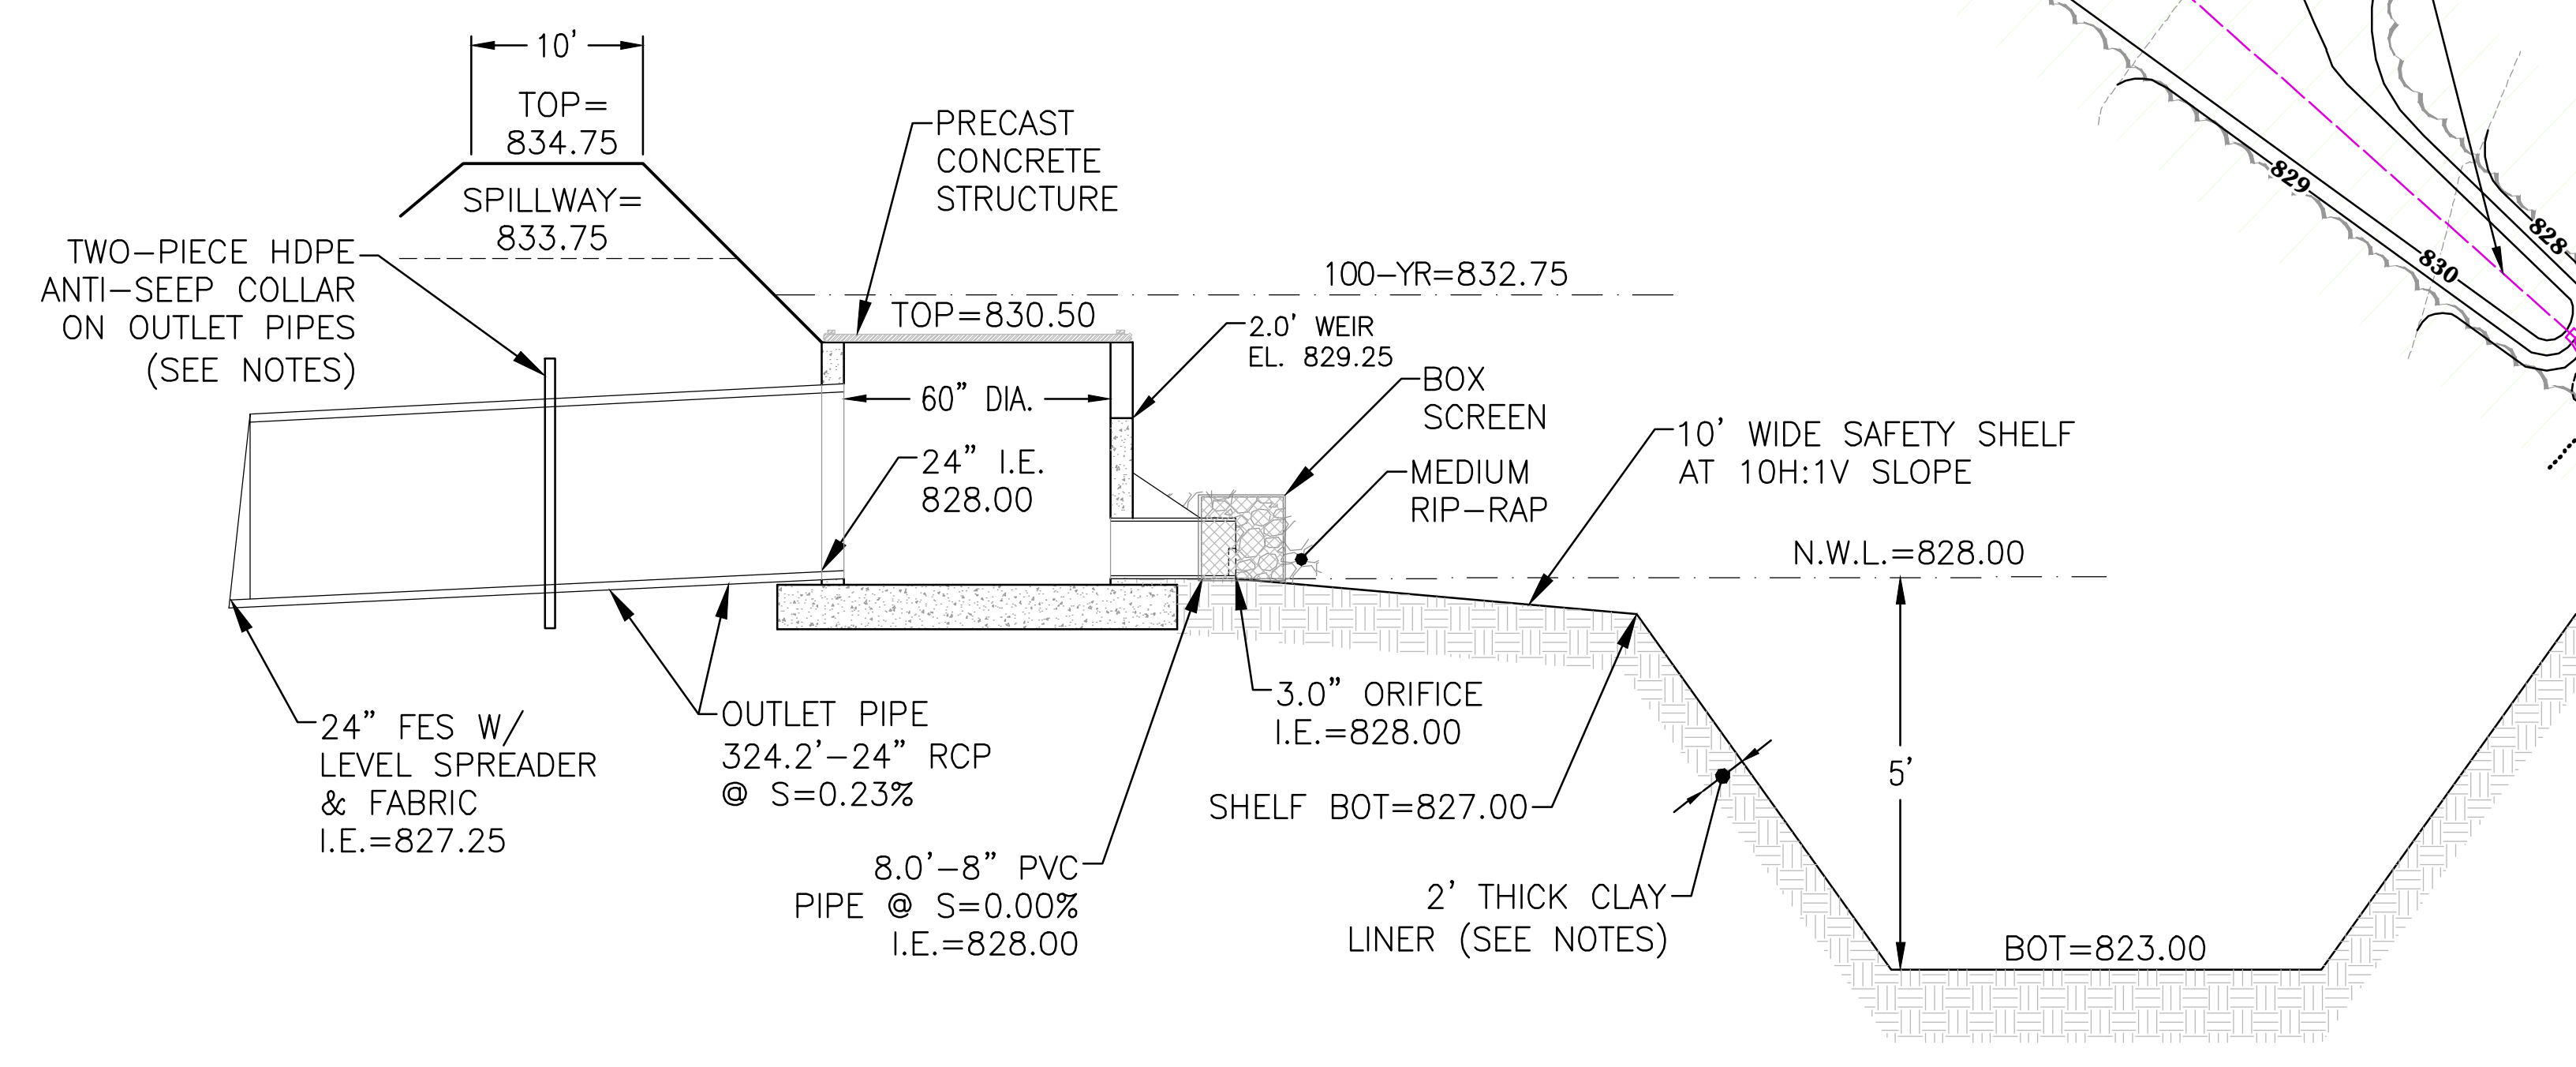 10'
TOP=
834.75
SPILLWAY=
833.75
TWO-PIECE HDPE
ANTI-SEEP COLLAR
ON OUTLET PIPES
(SEE NOTES)
PRECAST
CONCRETE
STRUCTURE
100-YR=832.75
TOP=830.50
2.0' WEIR
EL. 829.25
60" DIA.
24" I.E.
828.00
BOX
SCREEN
MEDIUM
RIP-RAP
10' WIDE SAFETY SHELF
AT 10H:1V SLOPE
N.W.L.=828.00
24" FES W/
LEVEL SPREADER
& FABRIC
I.E.=827.25
OUTLET PIPE
324.2'-24" RCP
@ S=0.23%
8.0'-8" PVC
PIPE @ S=0.00%
I.E.=828.00
3.0" ORIFICE
I.E.=828.00
SHELF BOT=827.00
2' THICK CLAY
LINER (SEE NOTES)
5'
BOT=823.00
829
830
828